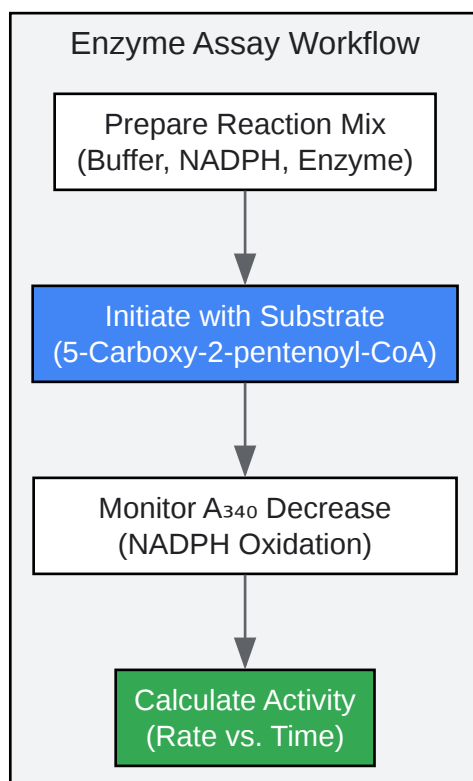 Enzyme Assay Workflow
Prepare Reaction Mix
(Buffer, NADPH, Enzyme)
Initiate with Substrate
(5-Carboxy-2-pentenoyl-CoA)
Monitor A₃₄₀ Decrease
(NADPH Oxidation)
Calculate Activity
(Rate vs. Time)